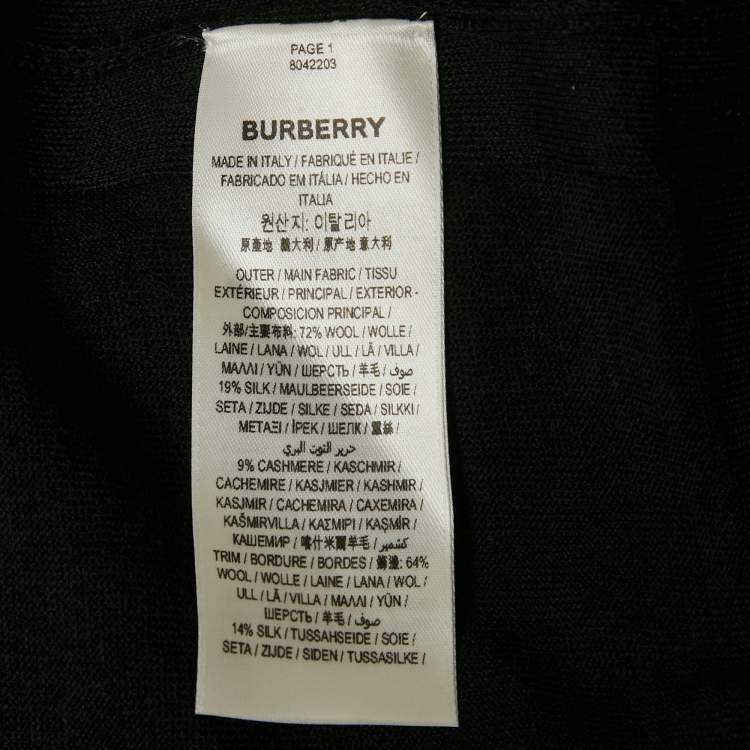 PAGE 1
8042203
BURBERRY
MADE IN ITALY / FABRIQUÉ EN ITALIE /
FABRICADO EM ITÁLIA / HECHO EN
ITALIA
원산지: 이탈리아
原產地 義大利 / 原产地 意大利
OUTER / MAIN FABRIC / TISSU
EXTÉRIEUR / PRINCIPAL / EXTERIOR -
COMPOSICION PRINCIPAL /
外部/主要布料: 72% WOOL / WOLLE /
LAINE / LANA / WOL / ULL / LÃ / VILLA /
ΜΑΛΛΙ / YÜN / ШЕРСТЬ / 羊毛 / صوف /
19% SILK / MAULBEERSEIDE / SOIE /
SETA / ZIJDE / SILKE / SEDA / SILKKI /
ΜΕΤΑΞΙ / İPEK / ШЕЛК / 蠶絲 /
حرير التوت البري
9% CASHMERE / KASCHMIR /
CACHEMIRE / KASJMIER / KASHMIR /
KASJMIR / CACHEMIRA / CAXEMIRA /
KAŠMIRVILLA / ΚΑΣΜΙΡΙ / KAŞMİR /
КАШЕМИР / 喀什米爾羊毛 / كشمير /
TRIM / BORDURE / BORDES / 飾邊: 64%
WOOL / WOLLE / LAINE / LANA / WOL /
ULL / LÃ / VILLA / ΜΑΛΛΙ / YÜN /
ШЕРСТЬ / 羊毛 / صوف /
14% SILK / TUSSAHSEIDE / SOIE /
SETA / ZIJDE / SIDEN / TUSSASILKE /